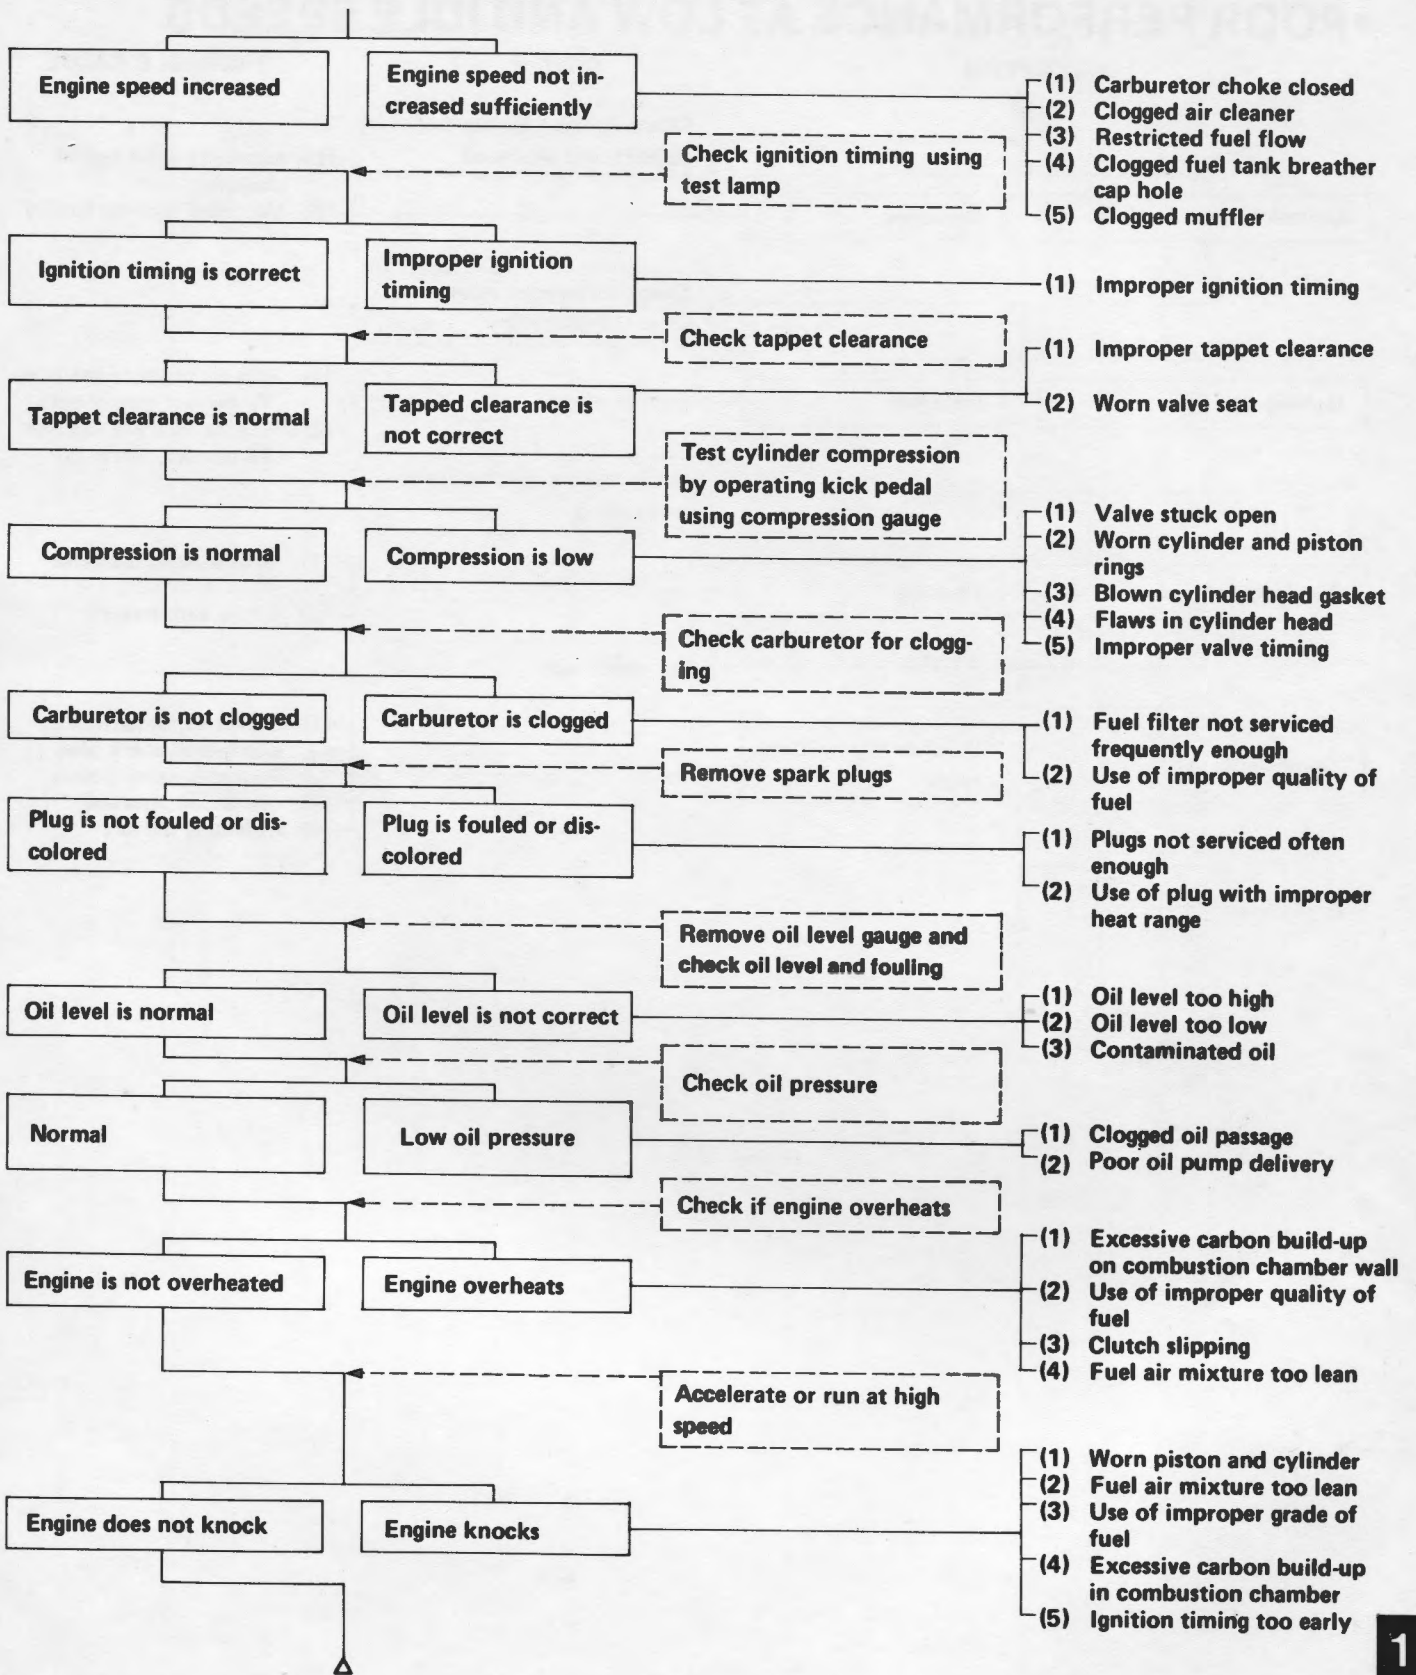 Engine speed increased
Engine speed not in-
creased sufficiently
(1) Carburetor choke closed
(2) Clogged air cleaner
(3) Restricted fuel flow
(4) Clogged fuel tank breather
cap hole
(5) Clogged muffler
Check ignition timing using
test lamp
Ignition timing is correct
Improper ignition
timing
(1) Improper ignition timing
Check tappet clearance
(1) Improper tappet clearance
(2) Worn valve seat
Tappet clearance is normal
Tapped clearance is
not correct
Test cylinder compression
by operating kick pedal
using compression gauge
Compression is normal
Compression is low
(1) Valve stuck open
(2) Worn cylinder and piston
rings
(3) Blown cylinder head gasket
(4) Flaws in cylinder head
(5) Improper valve timing
Check carburetor for clogg-
ing
Carburetor is not clogged
Carburetor is clogged
(1) Fuel filter not serviced
frequently enough
(2) Use of improper quality of
fuel
Remove spark plugs
Plug is not fouled or dis-
colored
Plug is fouled or dis-
colored
(1) Plugs not serviced often
enough
(2) Use of plug with improper
heat range
Remove oil level gauge and
check oil level and fouling
Oil level is normal
Oil level is not correct
(1) Oil level too high
(2) Oil level too low
(3) Contaminated oil
Check oil pressure
Normal
Low oil pressure
(1) Clogged oil passage
(2) Poor oil pump delivery
Check if engine overheats
Engine is not overheated
Engine overheats
(1) Excessive carbon build-up
on combustion chamber wall
(2) Use of improper quality of
fuel
(3) Clutch slipping
(4) Fuel air mixture too lean
Accelerate or run at high
speed
Engine does not knock
Engine knocks
(1) Worn piston and cylinder
(2) Fuel air mixture too lean
(3) Use of improper grade of
fuel
(4) Excessive carbon build-up
in combustion chamber
(5) Ignition timing too early
1